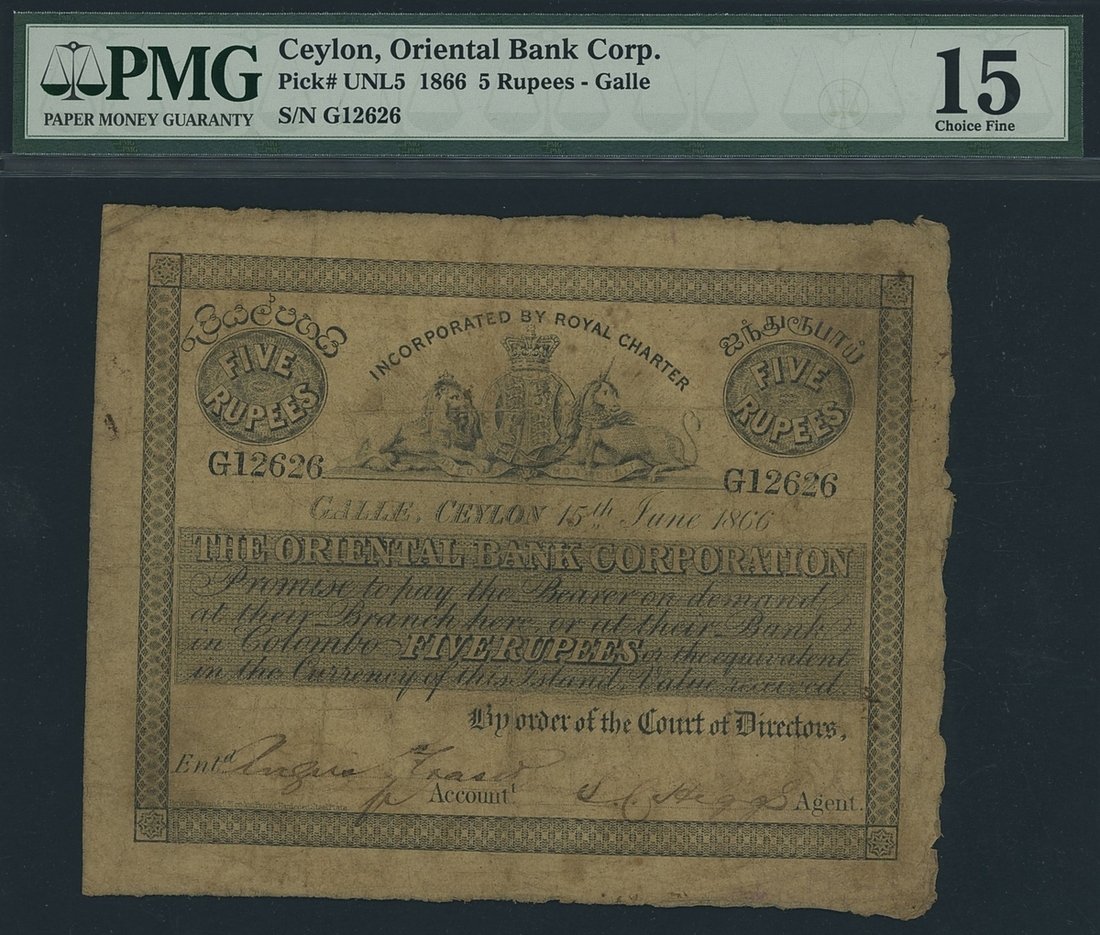 PMG
PAPER MONEY GUARANTY
Ceylon, Oriental Bank Corp.
Pick# UNL5 1866 5 Rupees - Galle
S/N G12626
15
Choice Fine
INCORPORATED BY ROYAL CHARTER
ஐந்துரூபாய்
FIVE RUPEES
FIVE RUPEES
G12626
G12626
GALLE, CEYLON 15th June 1866
THE ORIENTAL BANK CORPORATION
Promise to pay the Bearer on demand
at their Branch here or at their Bank
in Colombo FIVE RUPEES or the equivalent
in the Currency of this Island. Value received
By order of the Court of Directors,
Entd Angus Fraser
p Accountt
Agent.